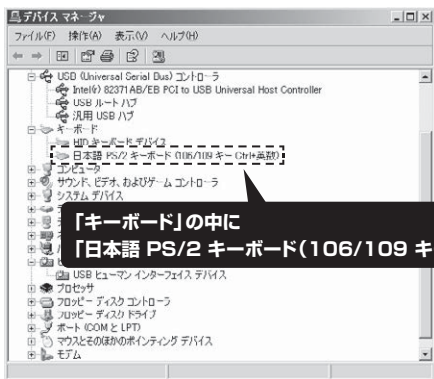 デバイス マネージャ
ファイル(F) 操作(A) 表示(V) ヘルプ(H)
USB (Universal Serial Bus) コントローラ
Intel(r) 82371AB/EB PCI to USB Universal Host Controller
USB ルート ハブ
汎用 USB ハブ
キーボード
HID キーボード デバイス
日本語 PS/2 キーボード (106/109 キー Ctrl+英数)
コンピュータ
サウンド、ビデオ、およびゲーム コントローラ
システム デバイス
「キーボード」の中に
「日本語 PS/2 キーボード(106/109 キ
USB ヒューマン インターフェイス デバイス
プロセッサ
フロッピー ディスク コントローラ
フロッピー ディスク ドライブ
ポート (COM と LPT)
マウスとそのほかのポインティング デバイス
モデム